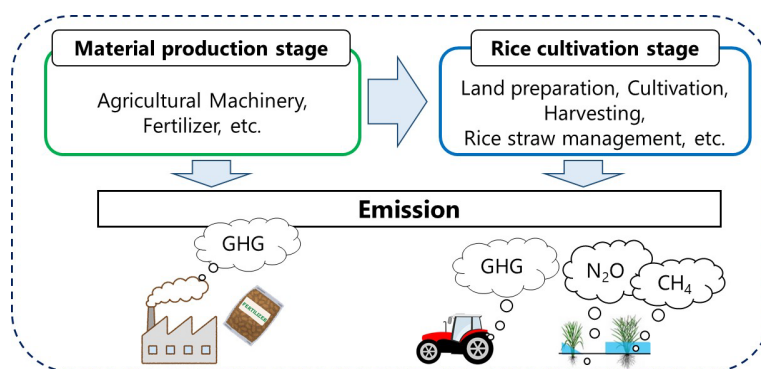 Material production stage
Agricultural Machinery,
Fertilizer, etc.
Rice cultivation stage
Land preparation, Cultivation,
Harvesting,
Rice straw management, etc.
Emission
GHG
FERTILIZER
GHG
N₂O
CH₄